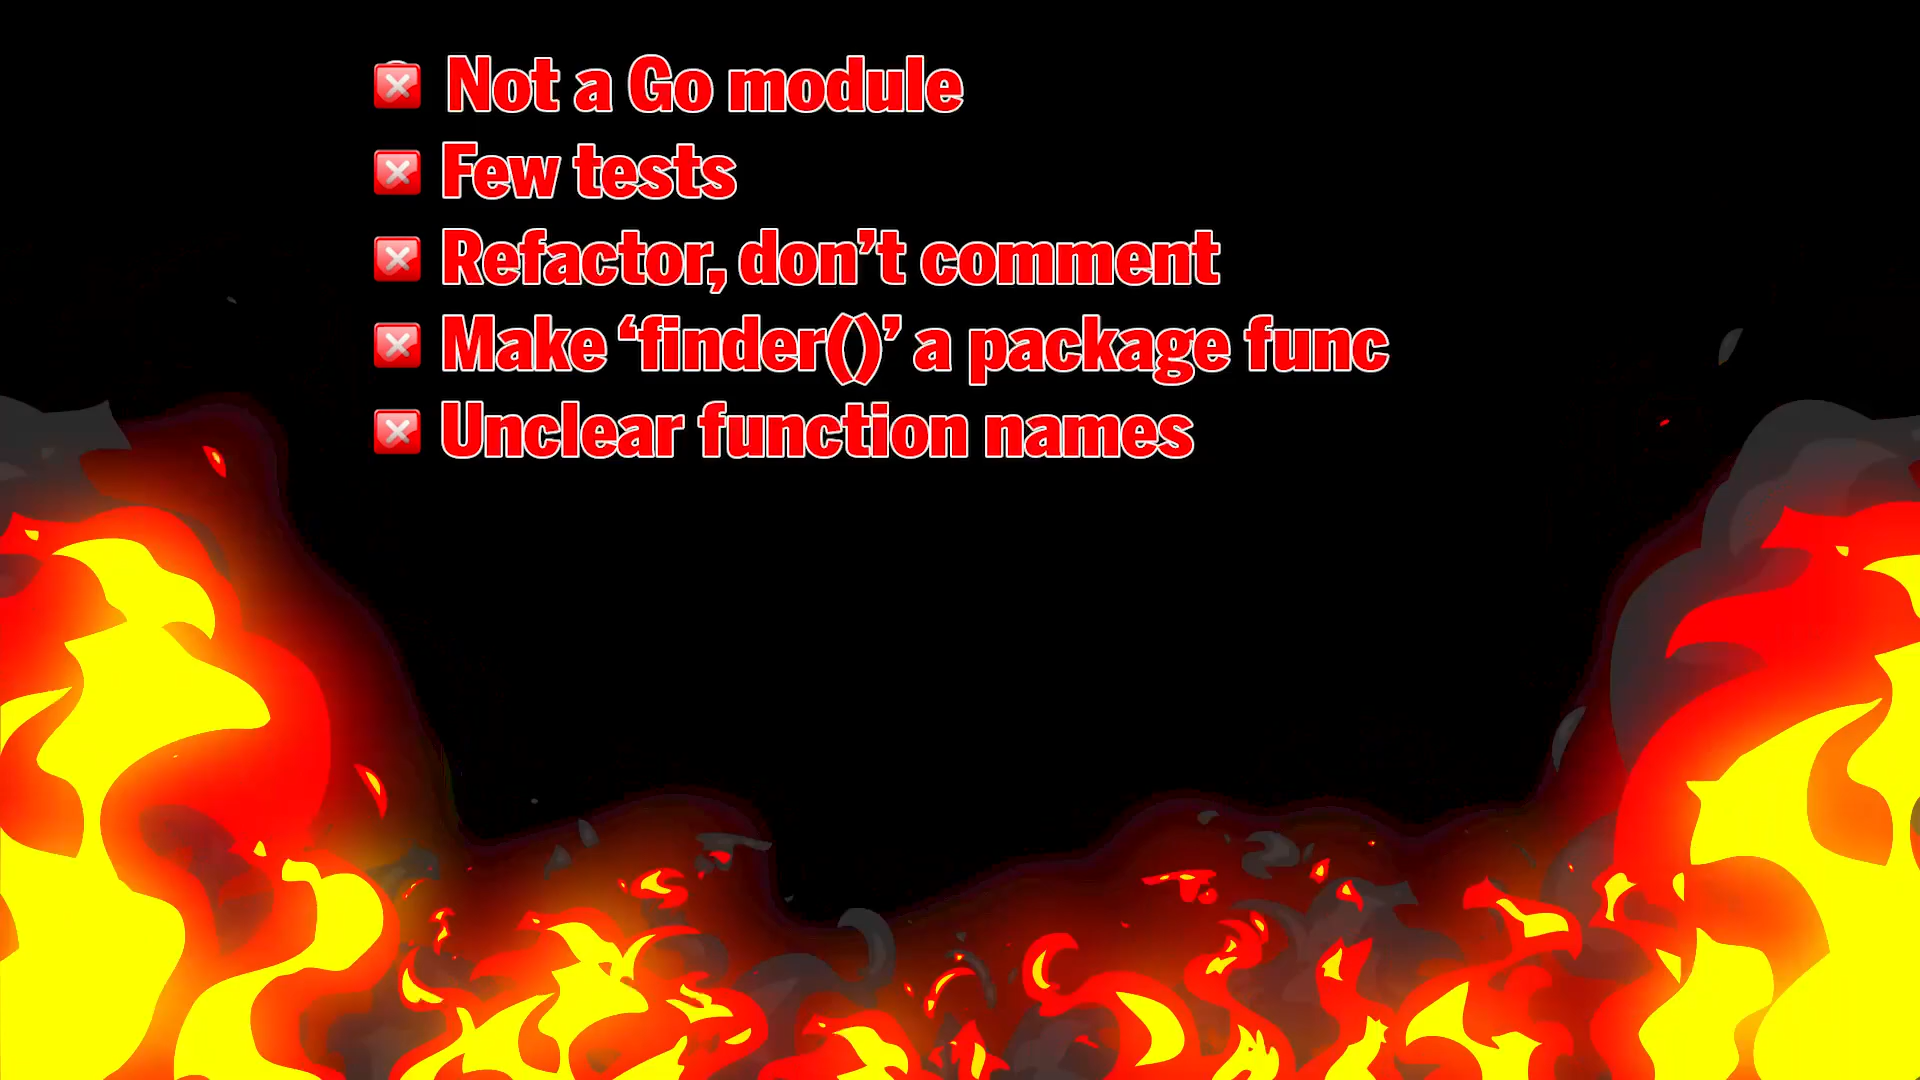 Not a Go module
Few tests
Refactor, don’t comment
Make ‘finder()’ a package func
Unclear function names